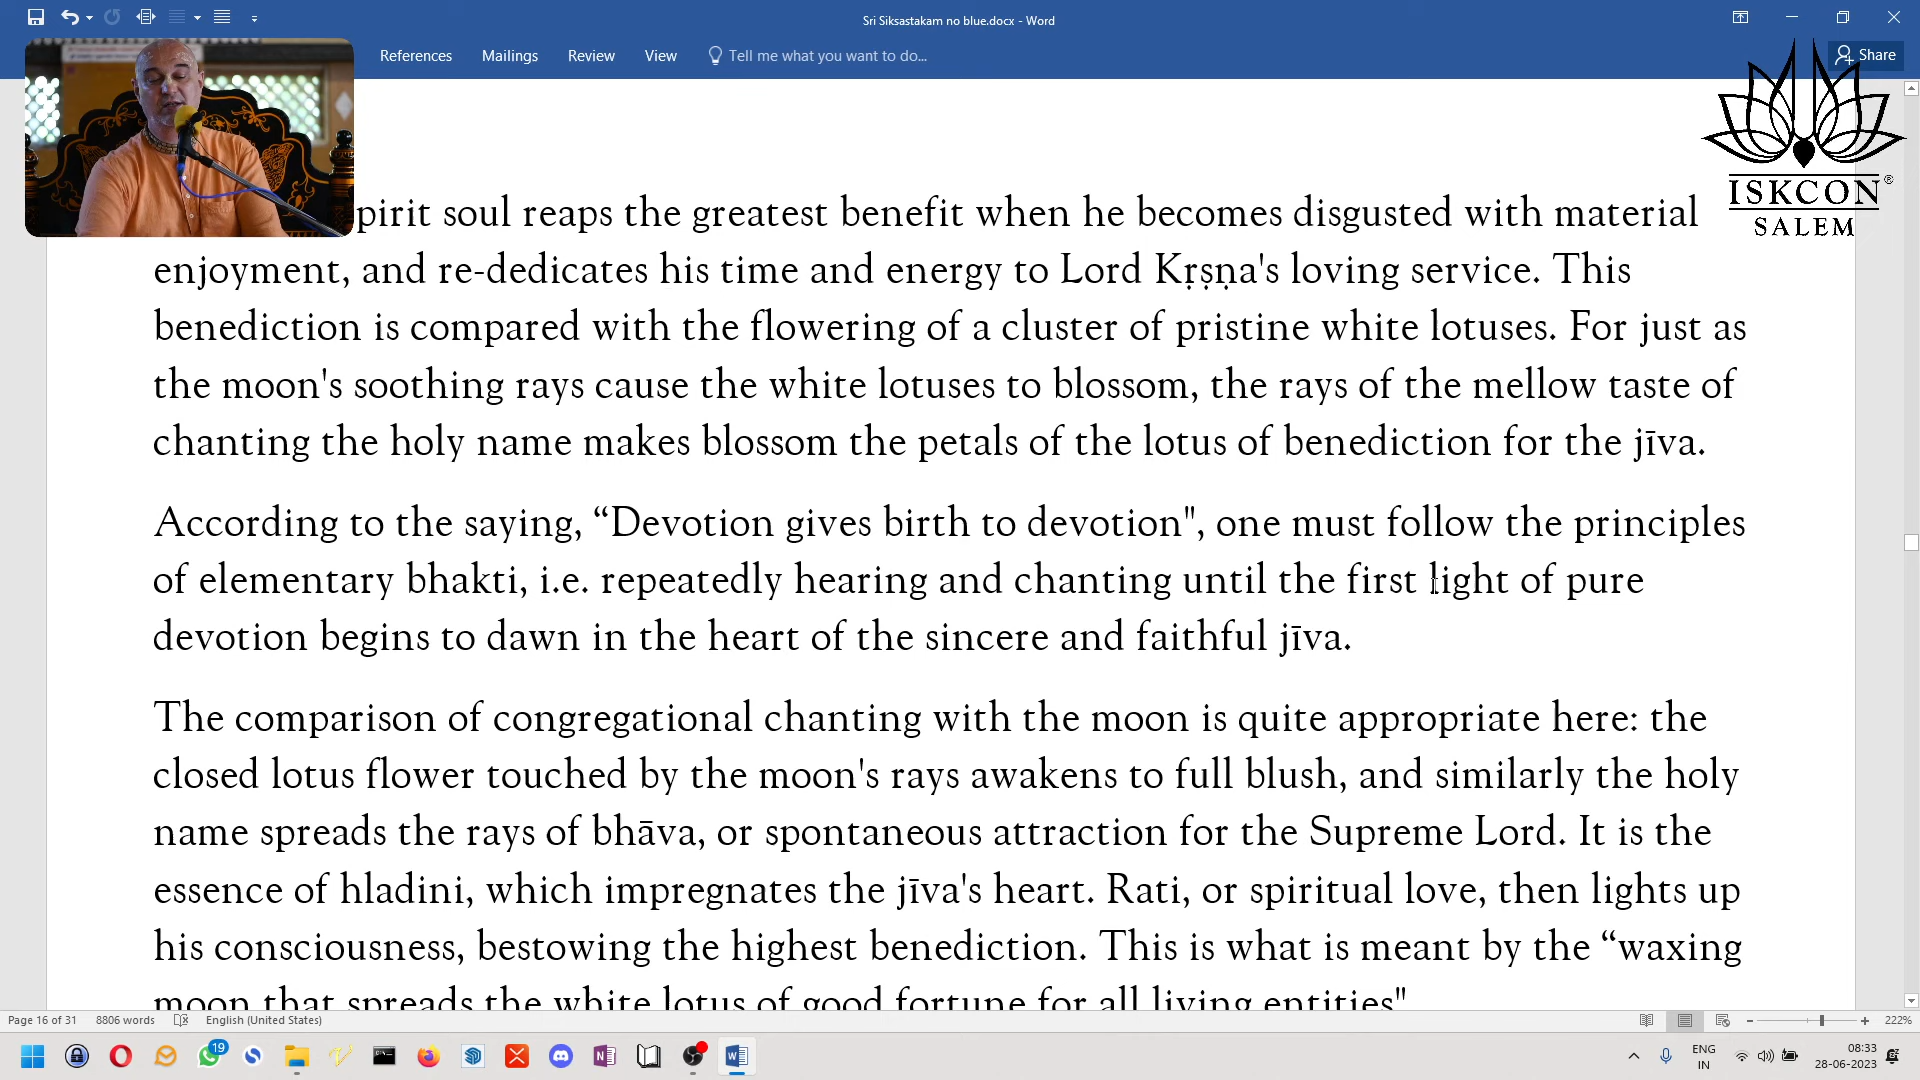 Sri Siksastakam no blue.docx - Word
References Mailings Review View Tell me what you want to do... Share
ISKCON®
SALEM
pirit soul reaps the greatest benefit when he becomes disgusted with material
enjoyment, and re-dedicates his time and energy to Lord Kṛṣṇa's loving service. This
benediction is compared with the flowering of a cluster of pristine white lotuses. For just as
the moon's soothing rays cause the white lotuses to blossom, the rays of the mellow taste of
chanting the holy name makes blossom the petals of the lotus of benediction for the jīva.
According to the saying, “Devotion gives birth to devotion", one must follow the principles
of elementary bhakti, i.e. repeatedly hearing and chanting until the first light of pure
devotion begins to dawn in the heart of the sincere and faithful jīva.
The comparison of congregational chanting with the moon is quite appropriate here: the
closed lotus flower touched by the moon's rays awakens to full blush, and similarly the holy
name spreads the rays of bhāva, or spontaneous attraction for the Supreme Lord. It is the
essence of hladini, which impregnates the jīva's heart. Rati, or spiritual love, then lights up
his consciousness, bestowing the highest benediction. This is what is meant by the “waxing
moon that spreads the white lotus of good fortune for all living entities"
Page 16 of 31 8806 words English (United States) 222%
19 ENG 08:33
IN 28-06-2023